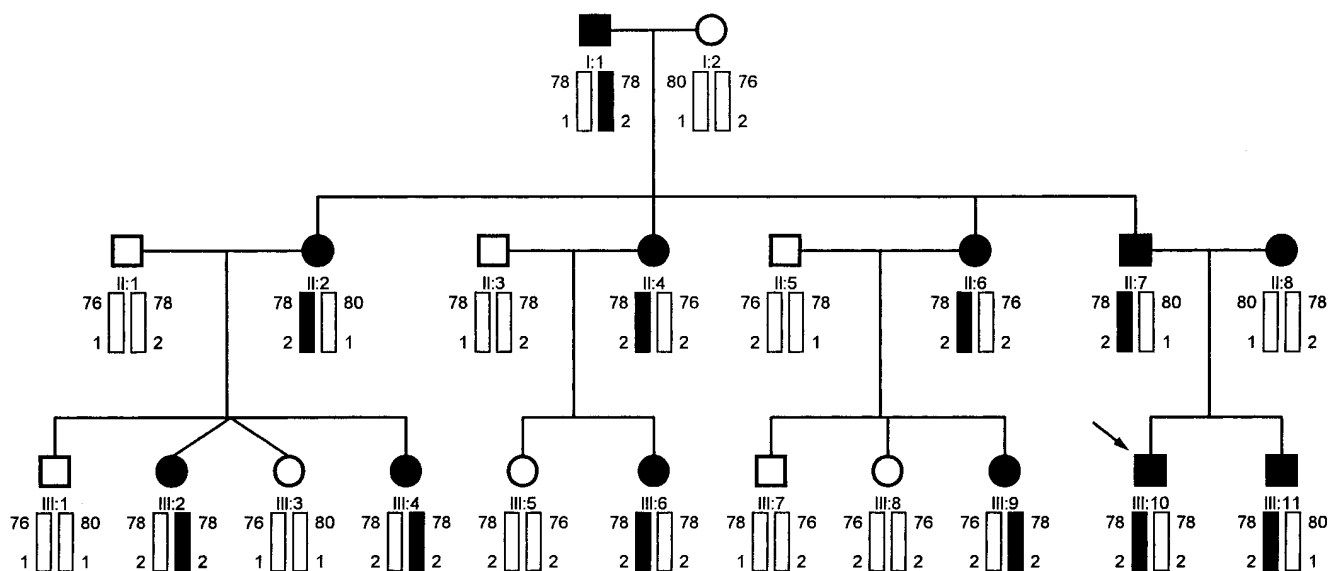 I:1 I:2
78 78 80 76
1 2 1 2
II:1 II:2 II:3 II:4 II:5 II:6 II:7 II:8
76 78 78 80 78 78 78 76 76 78 78 76 78 80 80 78
1 2 2 1 1 2 2 2 2 1 2 2 2 1 1 2
III:1 III:2 III:3 III:4 III:5 III:6 III:7 III:8 III:9 III:10 III:11
76 80 78 78 76 80 78 78 78 76 78 78 78 76 76 76 76 78 78 78 78 80
1 1 2 2 1 1 2 2 2 2 2 2 1 2 2 2 2 2 2 2 2 1